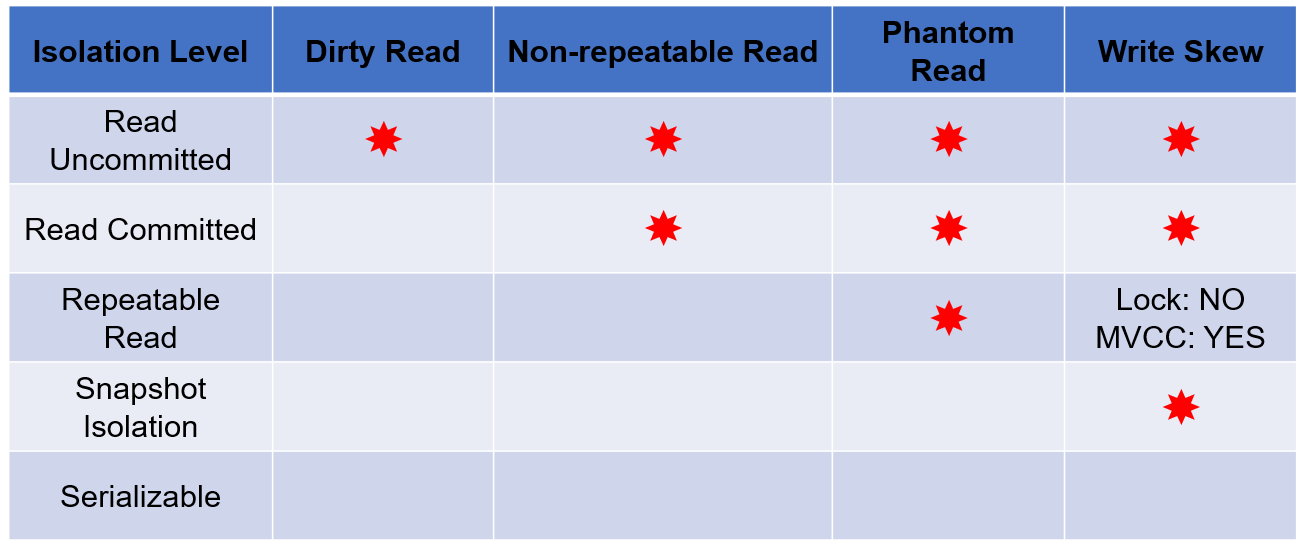 Isolation Level
Dirty Read
Non-repeatable Read
Phantom
Read
Write Skew
Read
Uncommitted
Read Committed
Repeatable
Read
Lock: NO
MVCC: YES
Snapshot
Isolation
Serializable